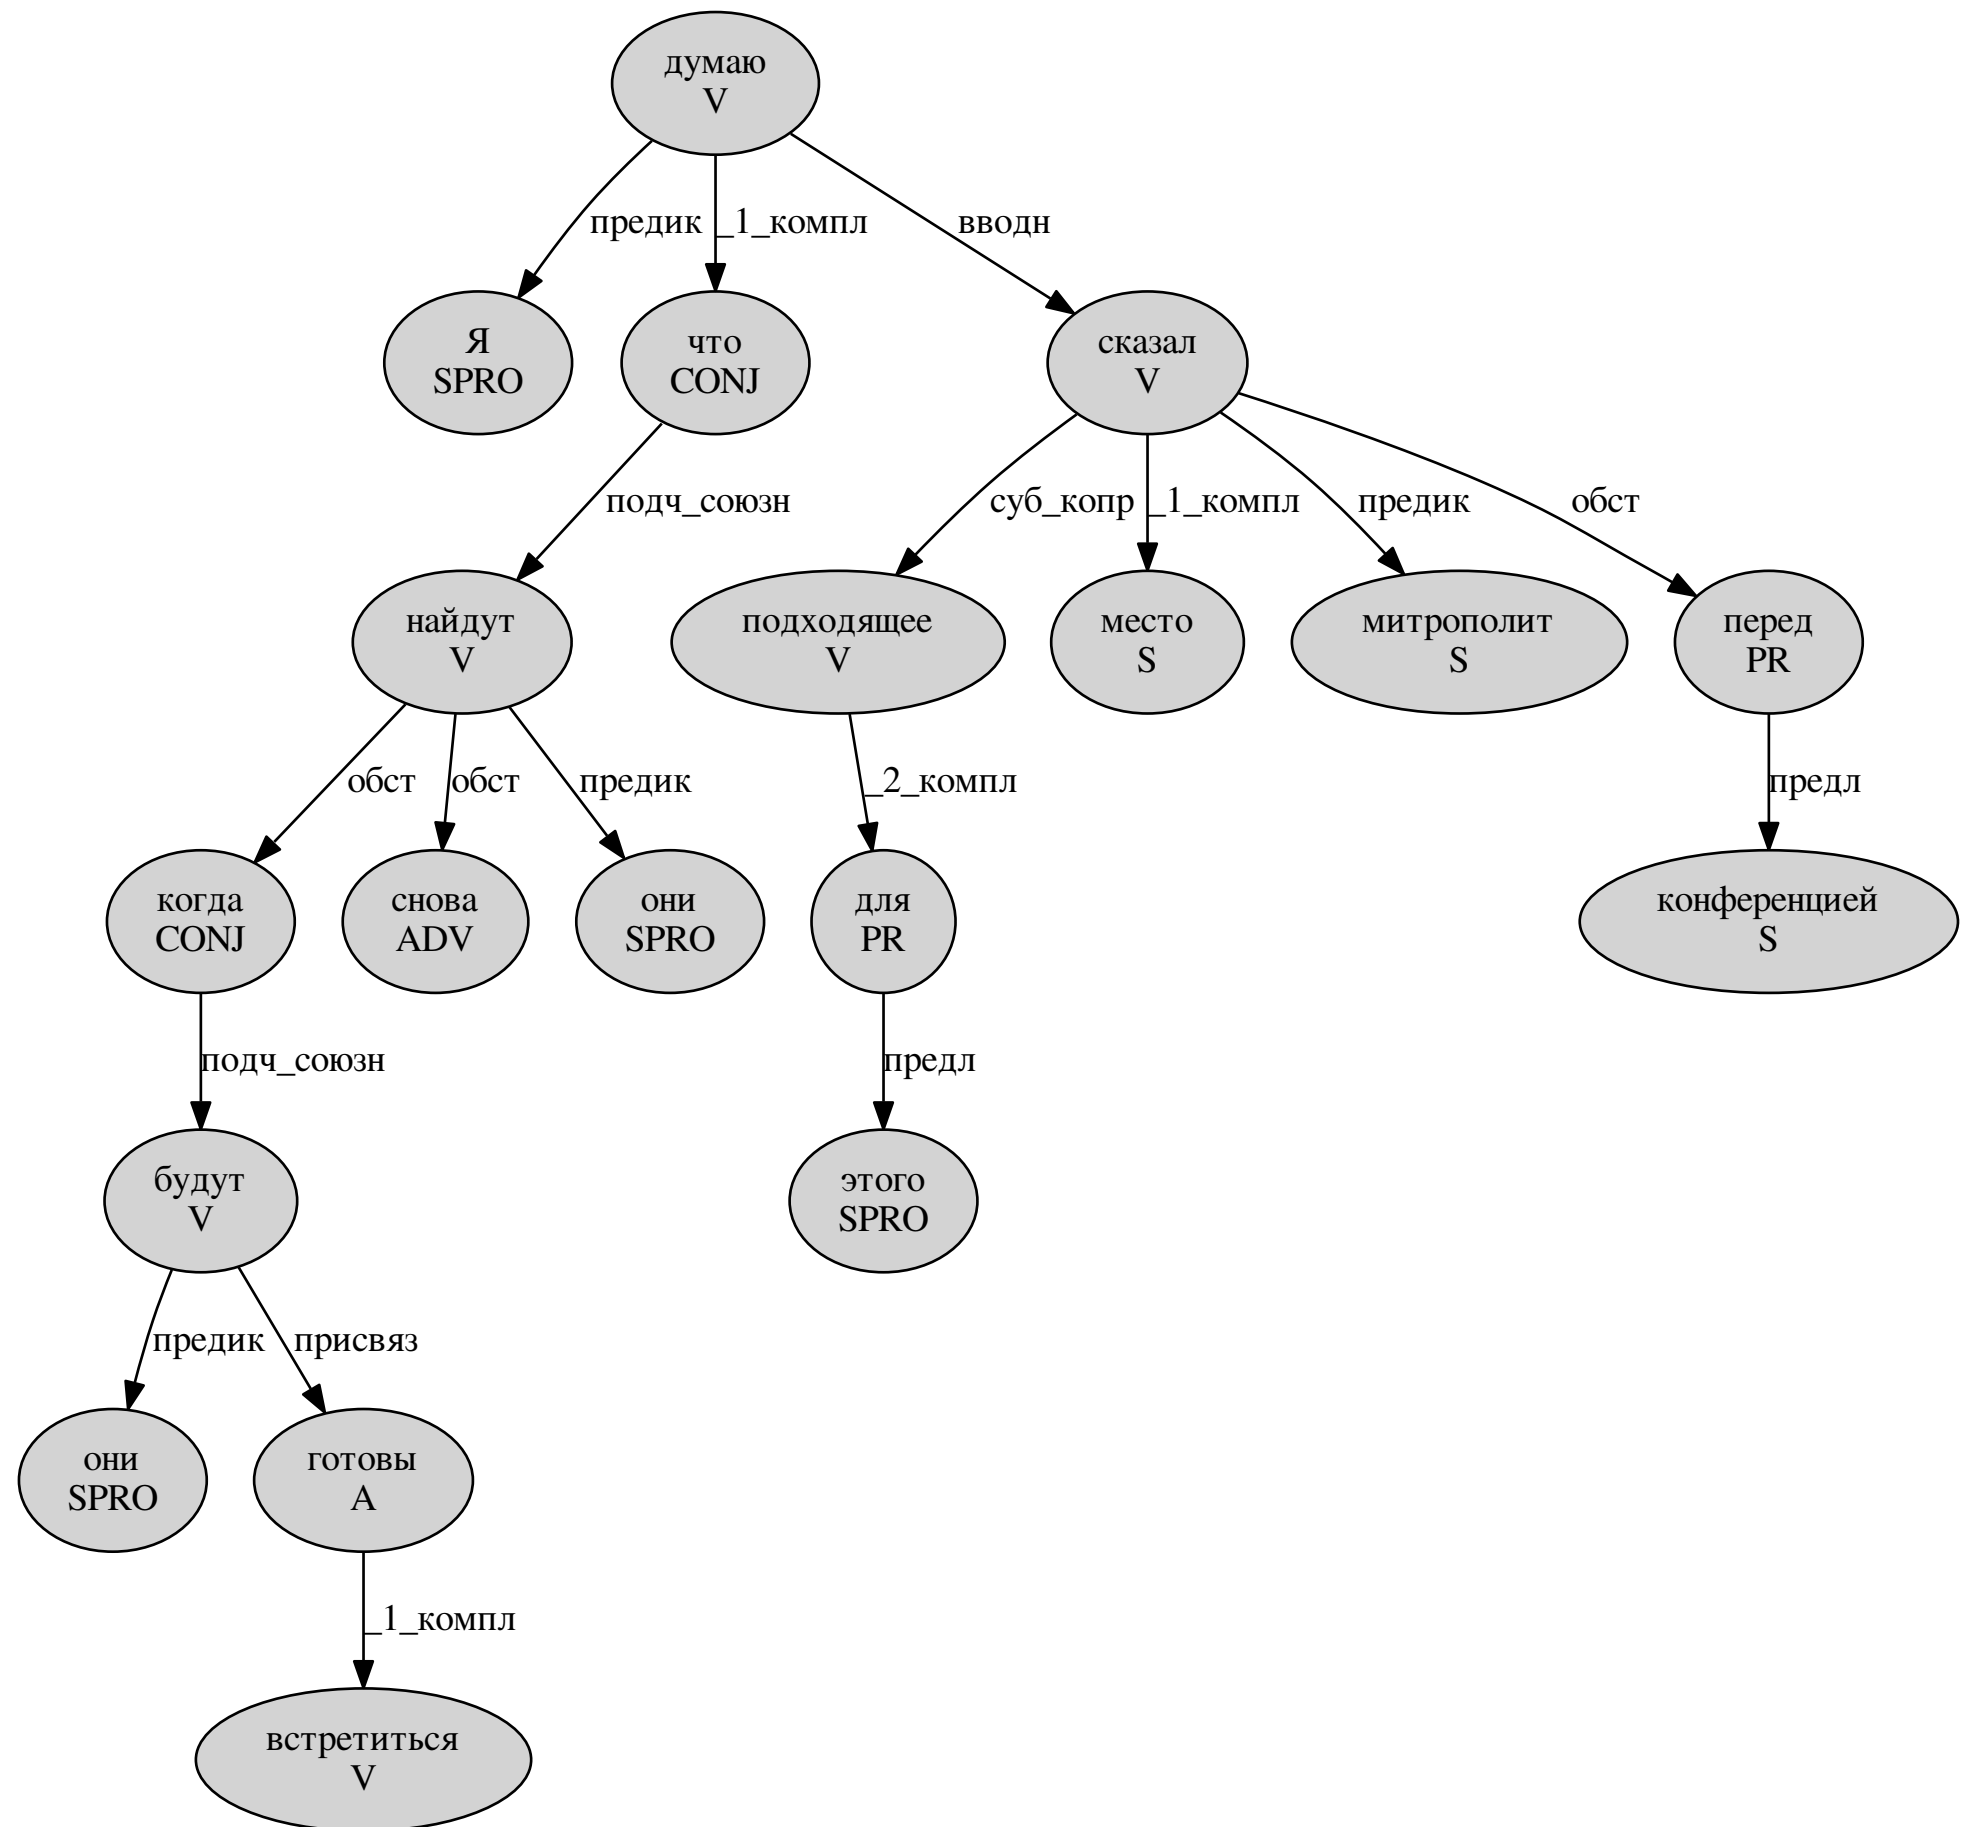 думаю
V
предик
_1_компл
вводн
Я
SPRO
что
CONJ
сказал
V
подч_союзн
суб_копр
_1_компл
предик
обст
найдут
V
подходящее
V
место
S
митрополит
S
перед
PR
обст
обст
предик
_2_компл
предл
когда
CONJ
снова
ADV
они
SPRO
для
PR
конференцией
S
подч_союзн
предл
будут
V
этого
SPRO
предик
присвяз
они
SPRO
готовы
A
_1_компл
встретиться
V